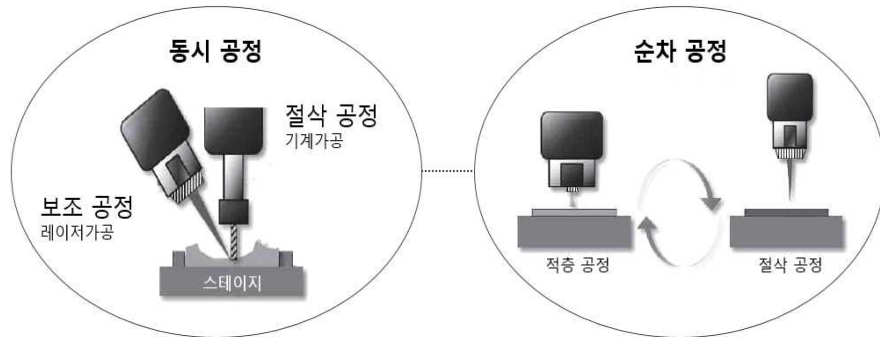 동시 공정
절삭 공정
기계가공
보조 공정
레이저가공
스테이지
순차 공정
적층 공정
절삭 공정